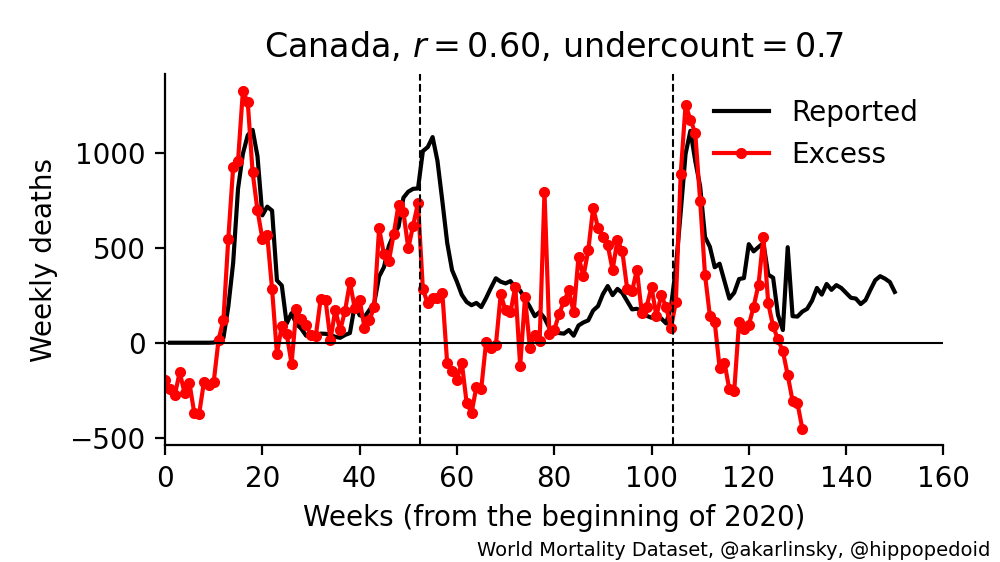 Canada, r = 0.60, undercount = 0.7
Reported
Excess
Weekly deaths
1000
500
0
−500
0 20 40 60 80 100 120 140 160
Weeks (from the beginning of 2020)
World Mortality Dataset, @akarlinsky, @hippopedoid